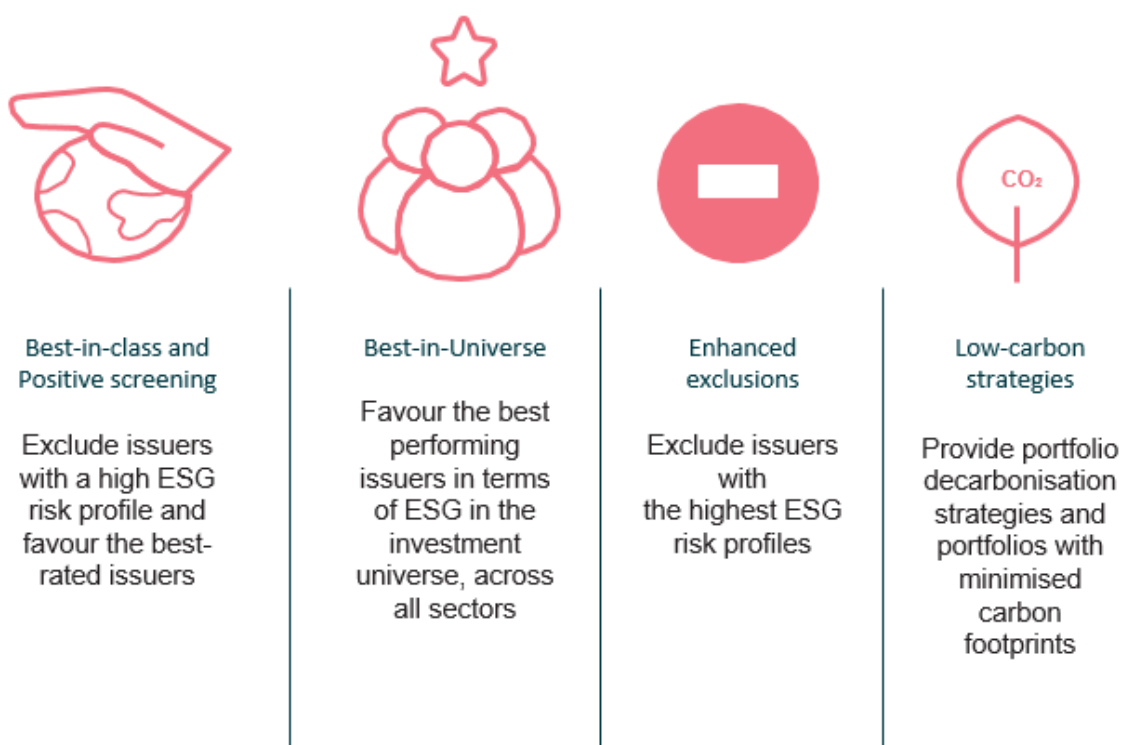 CO₂
Best-in-class and
Positive screening
Exclude issuers
with a high ESG
risk profile and
favour the best-
rated issuers
Best-in-Universe
Favour the best
performing
issuers in terms
of ESG in the
investment
universe, across
all sectors
Enhanced
exclusions
Exclude issuers
with
the highest ESG
risk profiles
Low-carbon
strategies
Provide portfolio
decarbonisation
strategies and
portfolios with
minimised
carbon
footprints